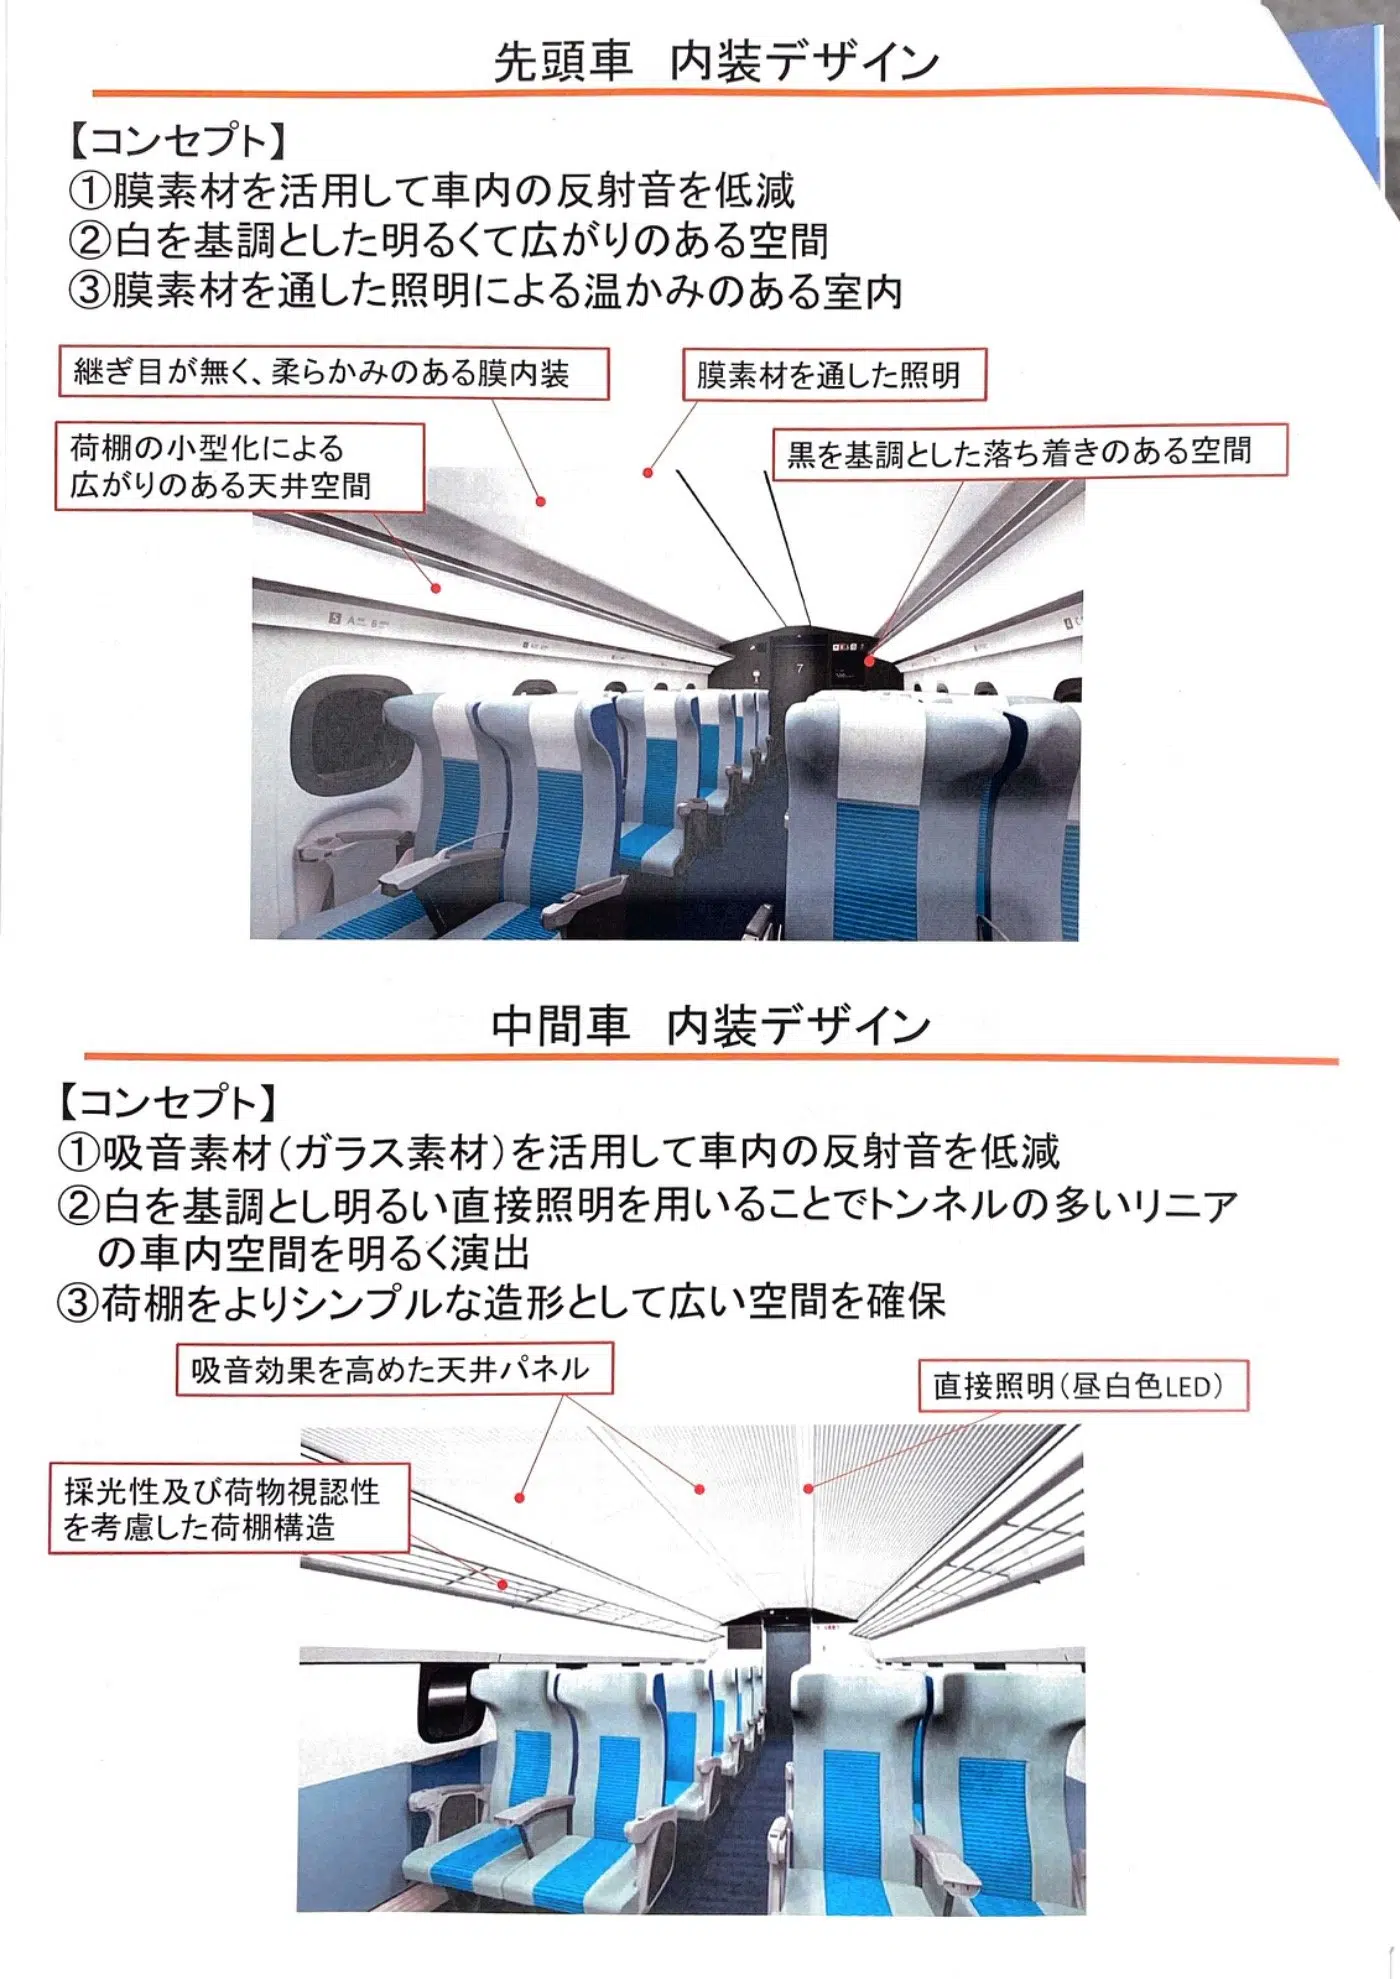 先頭車　内装デザイン
【コンセプト】
①膜素材を活用して車内の反射音を低減
②白を基調とした明るくて広がりのある空間
③膜素材を通した照明による温かみのある室内
継ぎ目が無く、柔らかみのある膜内装
膜素材を通した照明
荷棚の小型化による
広がりのある天井空間
黒を基調とした落ち着きのある空間
5 A B
7
中間車　内装デザイン
【コンセプト】
①吸音素材（ガラス素材）を活用して車内の反射音を低減
②白を基調とし明るい直接照明を用いることでトンネルの多いリニア
の車内空間を明るく演出
③荷棚をよりシンプルな造形として広い空間を確保
吸音効果を高めた天井パネル
直接照明（昼白色LED）
採光性及び荷物視認性
を考慮した荷棚構造